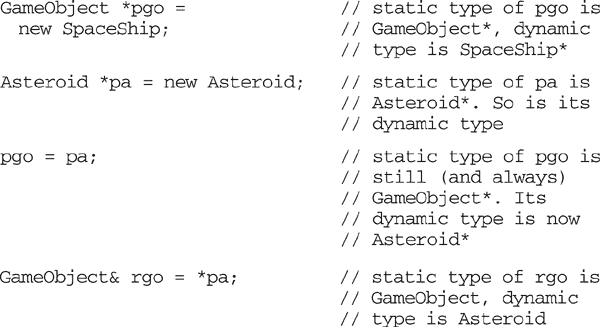 GameObject *pgo =                // static type of pgo is
  new SpaceShip;                 // GameObject*, dynamic
                                 // type is SpaceShip*
Asteroid *pa = new Asteroid;     // static type of pa is
                                 // Asteroid*. So is its
                                 // dynamic type
pgo = pa;                        // static type of pgo is
                                 // still (and always)
                                 // GameObject*. Its
                                 // dynamic type is now
                                 // Asteroid*
GameObject& rgo = *pa;           // static type of rgo is
                                 // GameObject, dynamic
                                 // type is Asteroid